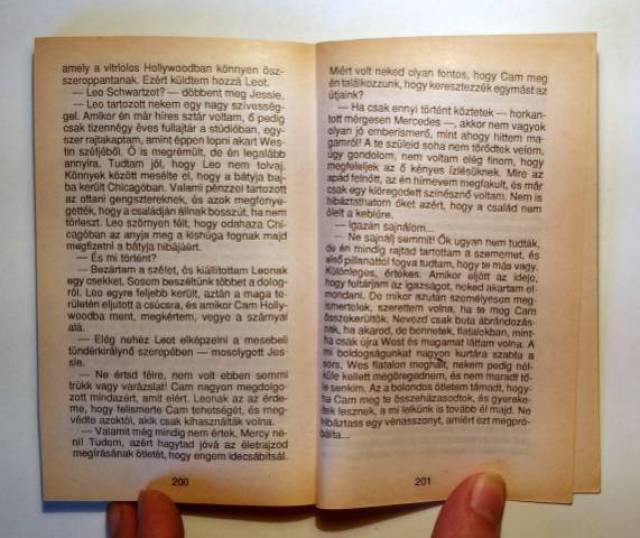 amely a vitriolos Hollywoodban könnyen ösz-
szeroppantanak. Ezért küldtem hozzá Leot.
— Leo Schwartzot? — döbbent meg Jessie.
— Leo tartozott nekem egy nagy szívesség-
gel. Amikor én már híres sztár voltam, ő pedig
csak tizennégy éves fullajtár a stúdióban, egy-
szer rajtakaptam, amint éppen lopni akart Wes-
tin széfjéből. Ő is megrémült, de én legalább
annyira. Tudtam jól, hogy Leo nem tolvaj.
Könnyek között mesélte el, hogy a bátyja baj-
ba került Chicagóban. Valami pénzzel tartozott
az ottani gengsztereknek, és azok megfenye-
gették, hogy a családján állnak bosszút, ha nem
törleszt. Leo szörnyen félt, hogy odahaza Chi-
cagóban az anyja meg a kishúga fognak majd
megfizetni a bátyja hibájáért.
— És mi történt?
— Bezártam a széfet, és kiállítottam Leonak
egy csekket. Sosem beszéltünk többet a dolog-
ról. Leo egyre feljebb került, aztán a maga te-
rületén eljutott a csúcsra, és amikor Cam Holly-
woodba ment, megkértem, vegye a szárnyai
alá.
— Elég nehéz Leot elképzelni a mesebeli
tündérkirálynő szerepében — mosolygott Jes-
sie.
— Ne értsd félre, nem volt ebben semmi
trükk vagy varázslat! Cam nagyon megdolgo-
zott mindazért, amit elért. Leonak az az érde-
me, hogy felismerte Cam tehetségét, és meg-
védte azoktól, akik csak kihasználták volna.
— Valamit még mindig nem értek, Mercy né-
ni! Tudom, azért hagytad jóvá az életrajzod
megírásának ötletét, hogy engem idecsábítsál.
200
Miért volt neked olyan fontos, hogy Cam meg
én találkozzunk, hogy keresztezzék egymást az
útjaink?
— Ha csak ennyi történt köztetek — horkan-
tott mérgesen Mercedes —, akkor nem vagyok
olyan jó emberismerő, mint ahogy hittem ma-
gamról! A te szüleid soha nem törődtek velem,
úgy gondolom, nem voltam elég finom, hogy
megfeleljek az ő kényes ízlésüknek. Mire az
apád felnőtt, az én hírnevem megfakult, és már
csak egy kiöregedett színésznő voltam. Nem is
hibáztathatom őket azért, hogy a család nem
ölelt a keblére.
— Igazán sajnálom...
— Ne sajnálj semmit! Ők ugyan nem tudták,
de én mindig rajtad tartottam a szememet, és
első pillanattól fogva tudtam, hogy te más vagy.
Különleges, értékes. Amikor eljött az ideje,
hogy feltárjam az igazságot, neked akartam el-
mondani. De mikor aztán személyesen meg-
ismertelek, szerettem volna, ha te meg Cam
összekerültök. Nevezd csak buta ábrándozás-
nak, ha akarod, de bennetek, fiatalokban, mint-
ha csak újra West és magamat láttam volna. A
mi boldogságunkat nagyon kurtára szabta a
sors, Wes fiatalon meghalt, nekem pedig nél-
küle kellett megöregednem, és nem maradt tő-
le senkim. Az a bolondos ötletem támadt, hogy
ha Cam meg te összeházasodtok, és gyereke-
itek lesznek, a mi lelkünk is tovább él majd. Ne
hibáztass egy vénasszonyt, amiért ezt megpró-
bálta...
201